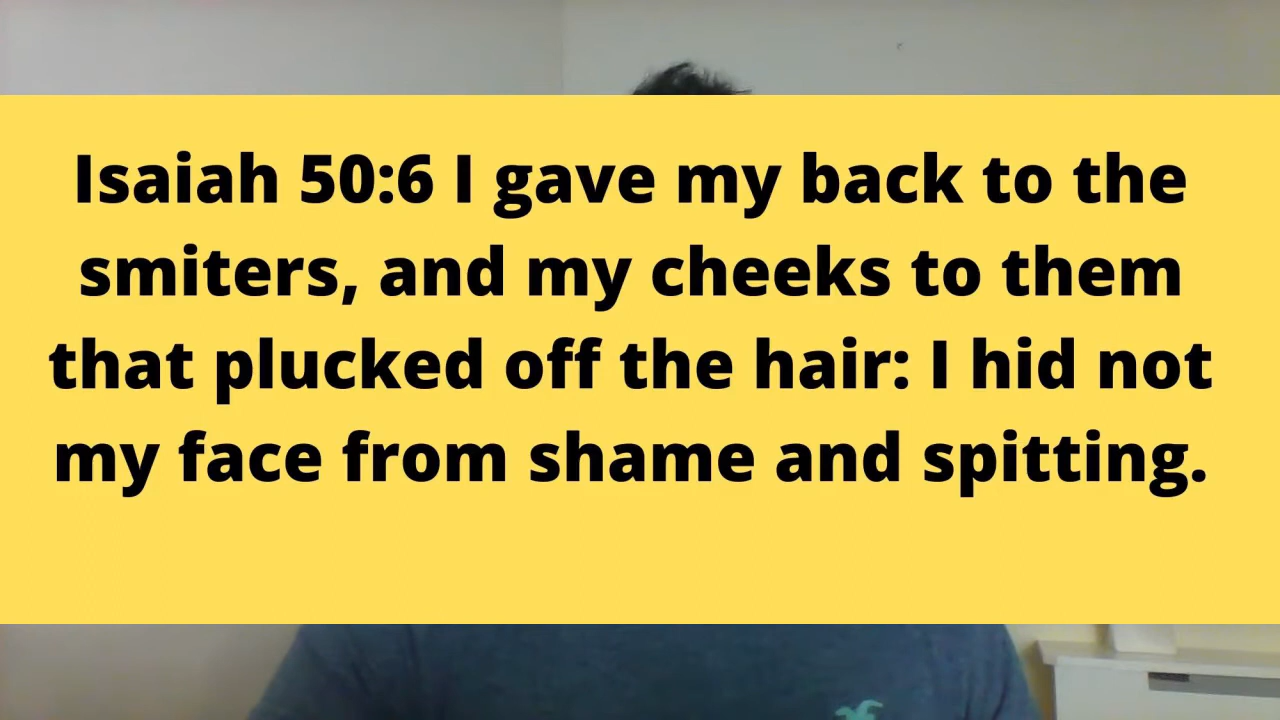 Isaiah 50:6 I gave my back to the
smiters, and my cheeks to them
that plucked off the hair: I hid not
my face from shame and spitting.